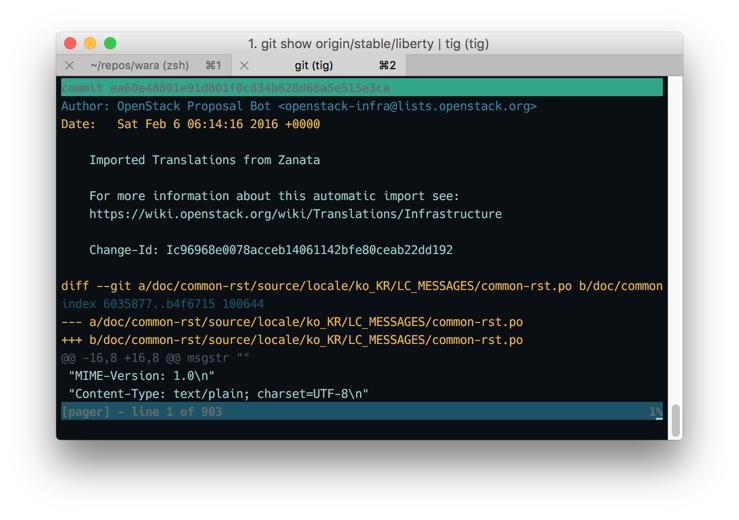 1. git show origin/stable/liberty | tig (tig)
~/repos/wara (zsh) ⌘1 git (tig) ⌘2
commit ea60e48801e91d801f0c834b628d68a5e515e3ca
Author: OpenStack Proposal Bot <openstack-infra@lists.openstack.org>
Date:   Sat Feb 6 06:14:16 2016 +0000
Imported Translations from Zanata
For more information about this automatic import see:
https://wiki.openstack.org/wiki/Translations/Infrastructure
Change-Id: Ic96968e0078acceb14061142bfe80ceab22dd192
diff --git a/doc/common-rst/source/locale/ko_KR/LC_MESSAGES/common-rst.po b/doc/common
index 6035877..b4f6715 100644
--- a/doc/common-rst/source/locale/ko_KR/LC_MESSAGES/common-rst.po
+++ b/doc/common-rst/source/locale/ko_KR/LC_MESSAGES/common-rst.po
@@ -16,8 +16,8 @@ msgstr ""
"MIME-Version: 1.0\n"
"Content-Type: text/plain; charset=UTF-8\n"
[pager] - line 1 of 903 1%